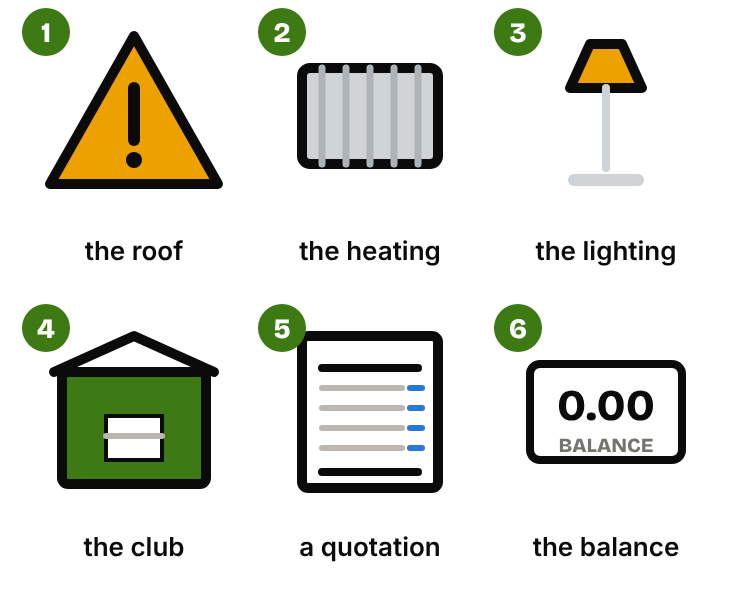 1
2
3
the roof
the heating
the lighting
4
5
6
0.00
BALANCE
the club
a quotation
the balance